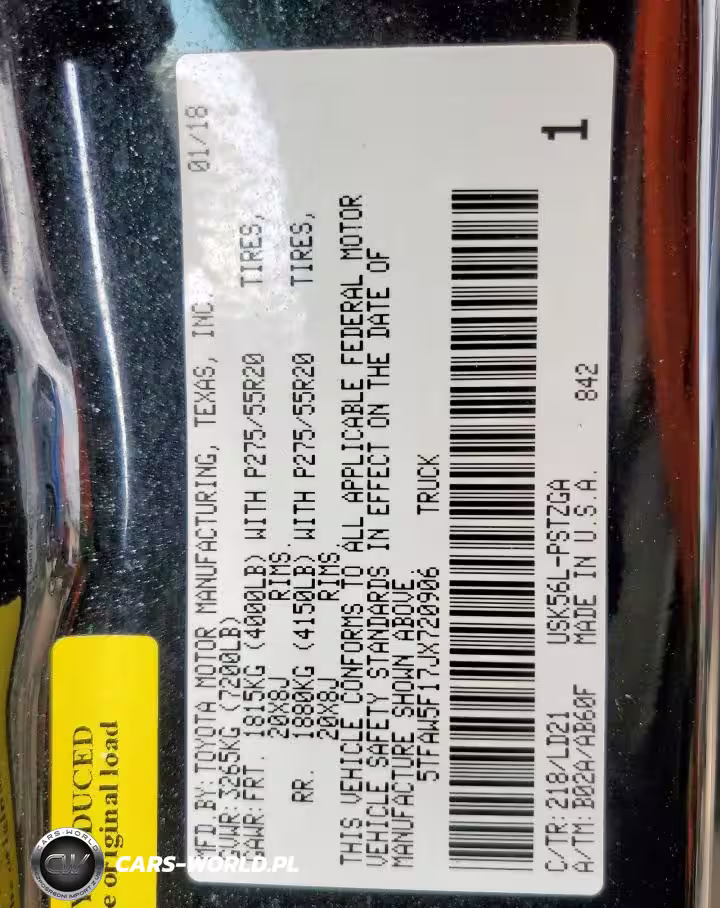 MFD BY: TOYOTA MOTOR MANUFACTURING, TEXAS, INC. 01/18
GVWR: 3265KG (7200LB)
GAWR: FRT. 1815KG (4000LB) WITH P275/55R20 TIRES,
20X8J RIMS.
RR. 1880KG (4150LB) WITH P275/55R20 TIRES,
20X8J RIMS.
THIS VEHICLE CONFORMS TO ALL APPLICABLE FEDERAL MOTOR
VEHICLE SAFETY STANDARDS IN EFFECT ON THE DATE OF
MANUFACTURE SHOWN ABOVE.
5TFAW5F17JX720906 TRUCK
1
C/TR: 218/LD21 USK56L-PSTZGA
A/TM: B02A/AB60F MADE IN U.S.A. 842
DUCED
original load
CARS-WORLD
CW
CARS-WORLD.PL